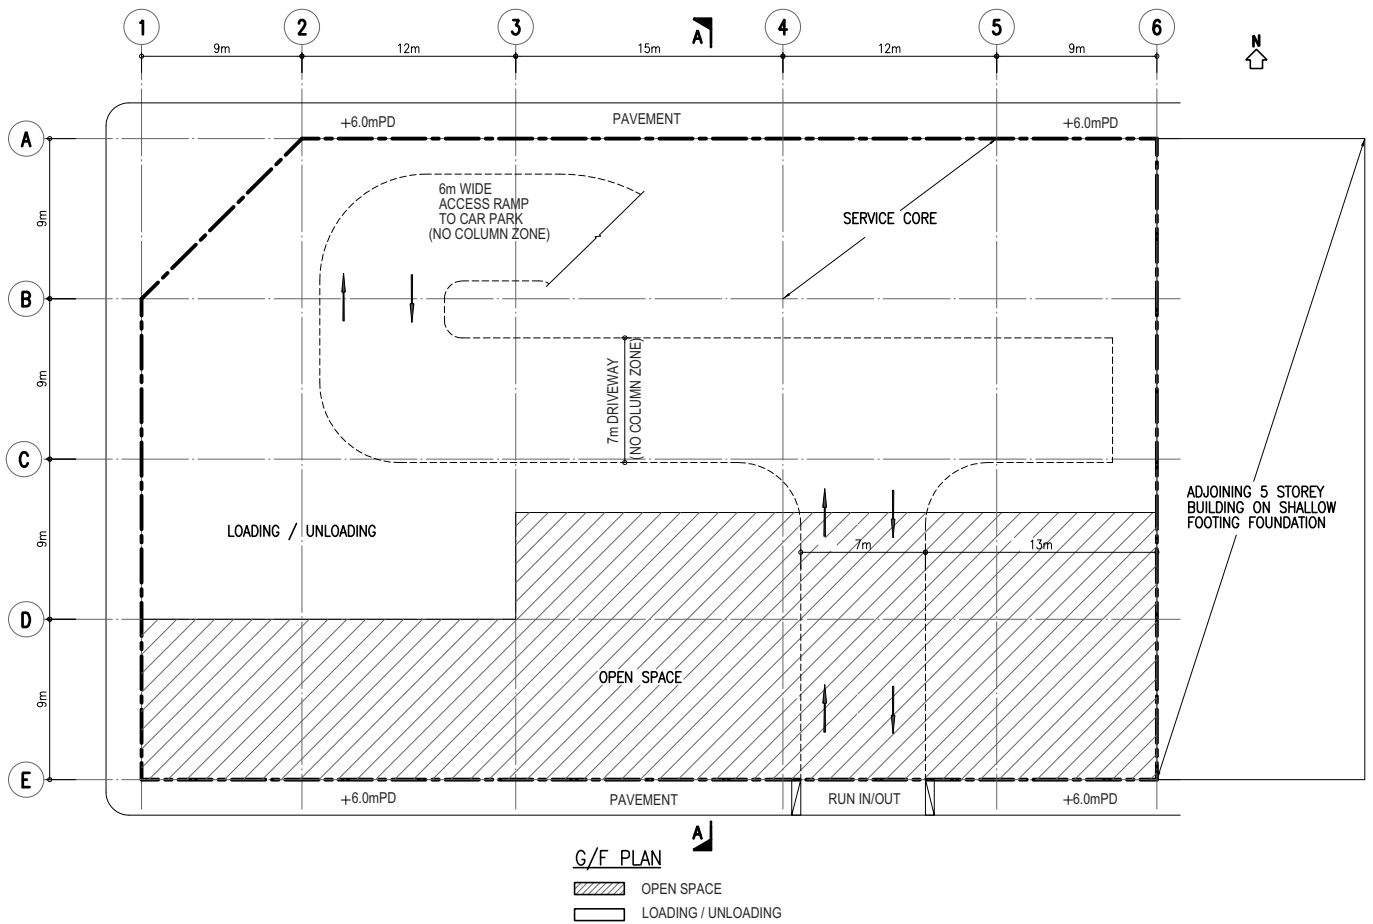 1
2
3
A
4
5
6
9m
12m
15m
12m
9m
N
A
+6.0mPD
PAVEMENT
+6.0mPD
6m WIDE
ACCESS RAMP
TO CAR PARK
(NO COLUMN ZONE)
SERVICE CORE
9m
B
9m
7m DRIVEWAY
(NO COLUMN ZONE)
C
ADJOINING 5 STOREY
BUILDING ON SHALLOW
FOOTING FOUNDATION
LOADING / UNLOADING
9m
7m
13m
D
OPEN SPACE
9m
E
+6.0mPD
PAVEMENT
RUN IN/OUT
+6.0mPD
A
G/F PLAN
OPEN SPACE
LOADING / UNLOADING